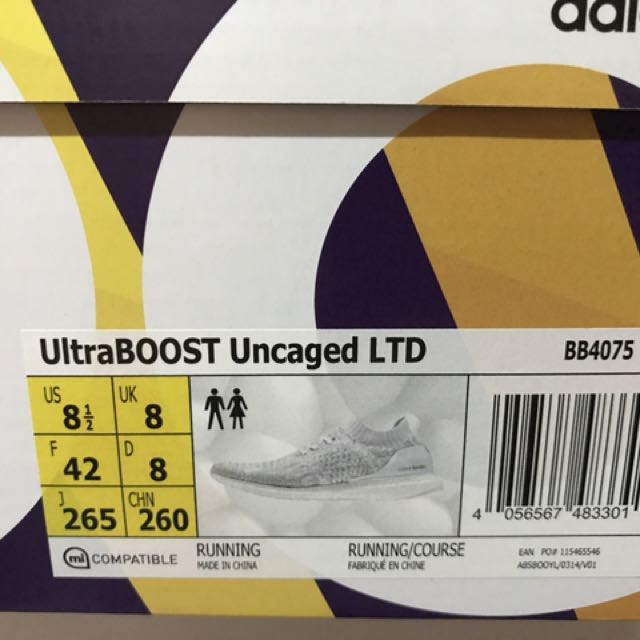 adi
UltraBOOST Uncaged LTD BB4075
US 8½ UK 8
F 42 D 8
J 265 CHN 260
mi COMPATIBLE
RUNNING
MADE IN CHINA
RUNNING/COURSE
FABRIQUÉ EN CHINE
4 056567 483301
EAN PO# 115465546
ABSBOOYL/0314/V01